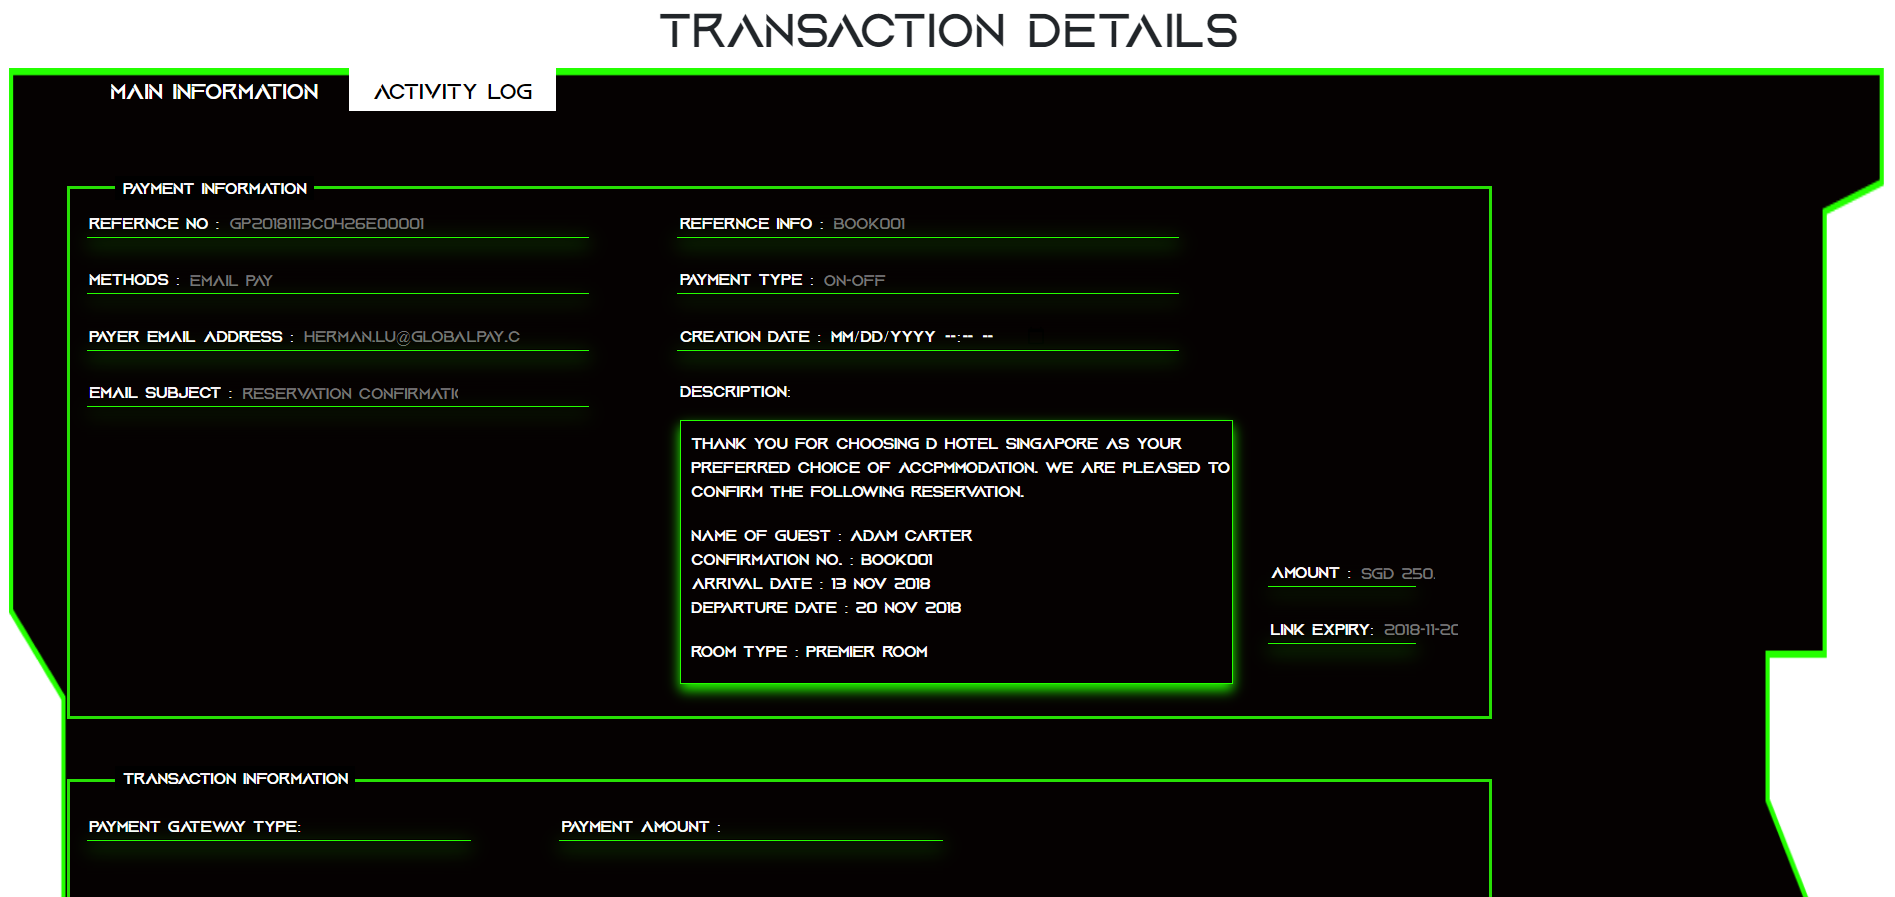 TRANSACTION DETAILS
MAIN INFORMATION
ACTIVITY LOG
PAYMENT INFORMATION
REFERNCE NO : GP20181113C0426E00001
REFERNCE INFO : BOOK001
METHODS : EMAIL PAY
PAYMENT TYPE : ON-OFF
PAYER EMAIL ADDRESS : HERMAN.LU@GLOBALPAY.C
CREATION DATE : MM/DD/YYYY --:-- --
EMAIL SUBJECT : RESERVATION CONFIRMATIO
DESCRIPTION:
THANK YOU FOR CHOOSING D HOTEL SINGAPORE AS YOUR
PREFERRED CHOICE OF ACCPMMODATION. WE ARE PLEASED TO
CONFIRM THE FOLLOWING RESERVATION.
NAME OF GUEST : ADAM CARTER
CONFIRMATION NO. : BOOK001
ARRIVAL DATE : 13 NOV 2018
DEPARTURE DATE : 20 NOV 2018
ROOM TYPE : PREMIER ROOM
AMOUNT : SGD 250.
LINK EXPIRY: 2018-11-20
TRANSACTION INFORMATION
PAYMENT GATEWAY TYPE:
PAYMENT AMOUNT :